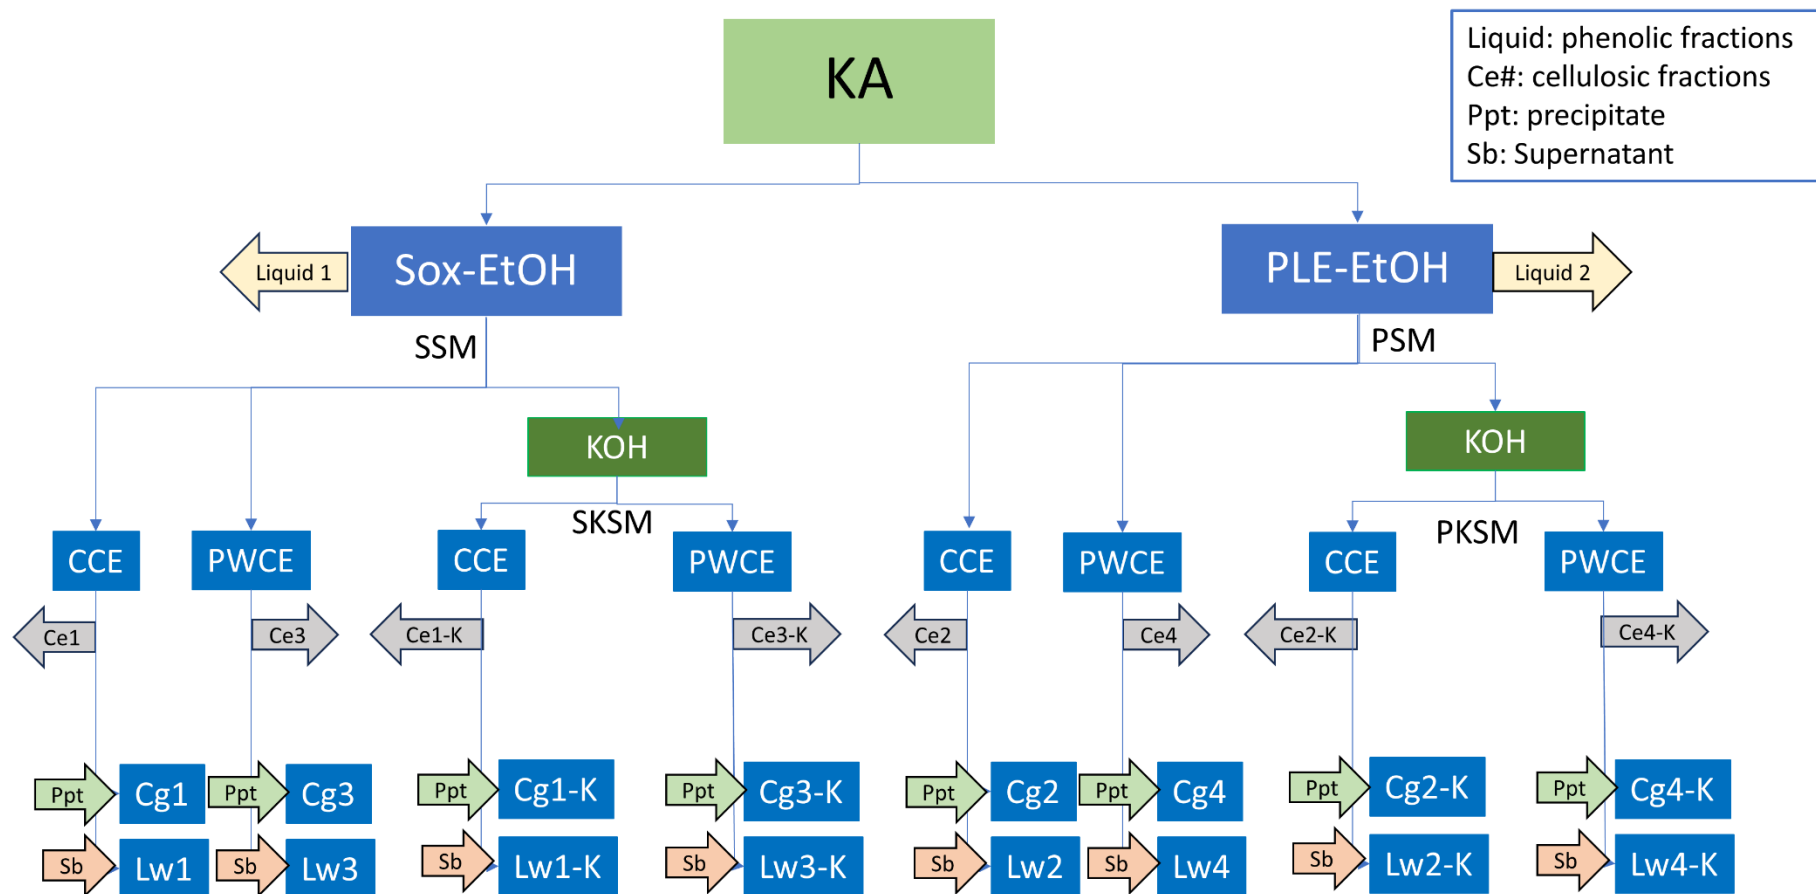 KA
Liquid: phenolic fractions
Ce#: cellulosic fractions
Ppt: precipitate
Sb: Supernatant
Liquid 1
Sox-EtOH
PLE-EtOH
Liquid 2
SSM
PSM
KOH
KOH
SKSM
PKSM
CCE
PWCE
CCE
PWCE
CCE
PWCE
CCE
PWCE
Ce1
Ce3
Ce1-K
Ce3-K
Ce2
Ce4
Ce2-K
Ce4-K
Ppt
Cg1
Ppt
Cg3
Ppt
Cg1-K
Ppt
Cg3-K
Ppt
Cg2
Ppt
Cg4
Ppt
Cg2-K
Ppt
Cg4-K
Sb
Lw1
Sb
Lw3
Sb
Lw1-K
Sb
Lw3-K
Sb
Lw2
Sb
Lw4
Sb
Lw2-K
Sb
Lw4-K